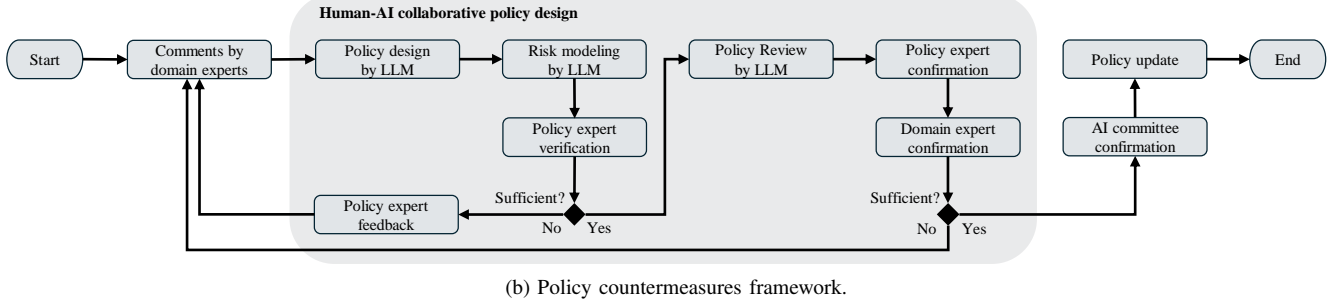 Human-AI collaborative policy design
Start
Comments by
domain experts
Policy design
by LLM
Risk modeling
by LLM
Policy Review
by LLM
Policy expert
confirmation
Policy update
End
Policy expert
verification
Domain expert
confirmation
AI committee
confirmation
Sufficient?
No
Yes
Policy expert
feedback
Sufficient?
No
Yes
(b) Policy countermeasures framework.